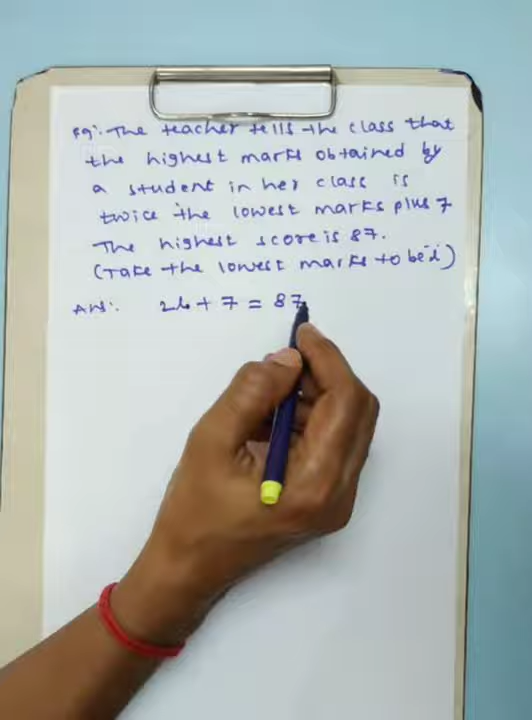 Eg:. The teacher tells the class that
the highest marks obtained by
a student in her class is
twice the lowest marks plus 7
The highest score is 87.
(Take the lowest marks to be 'l')
Ans:. 2l + 7 = 87